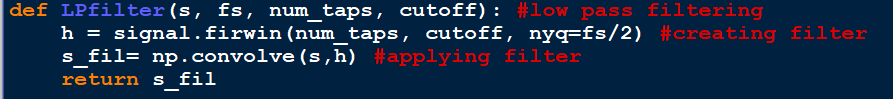 def LPfilter(s, fs, num_taps, cutoff): #low pass filtering
    h = signal.firwin(num_taps, cutoff, nyq=fs/2) #creating filter
    s_fil= np.convolve(s,h) #applying filter
    return s_fil